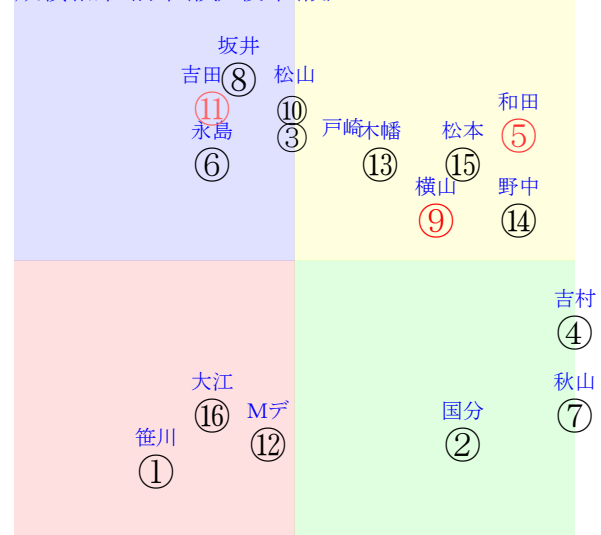 坂井
吉田 ⑧ 松山
⑪ ⑩ 和田
永島 ③ 戸崎 木幡 松本 ⑤
⑥ ⑬ ⑮
横山 野中
⑨ ⑭
吉村
④
大江 秋山
⑯ Mデ 国分 ⑦
笹川 ⑫ ②
①